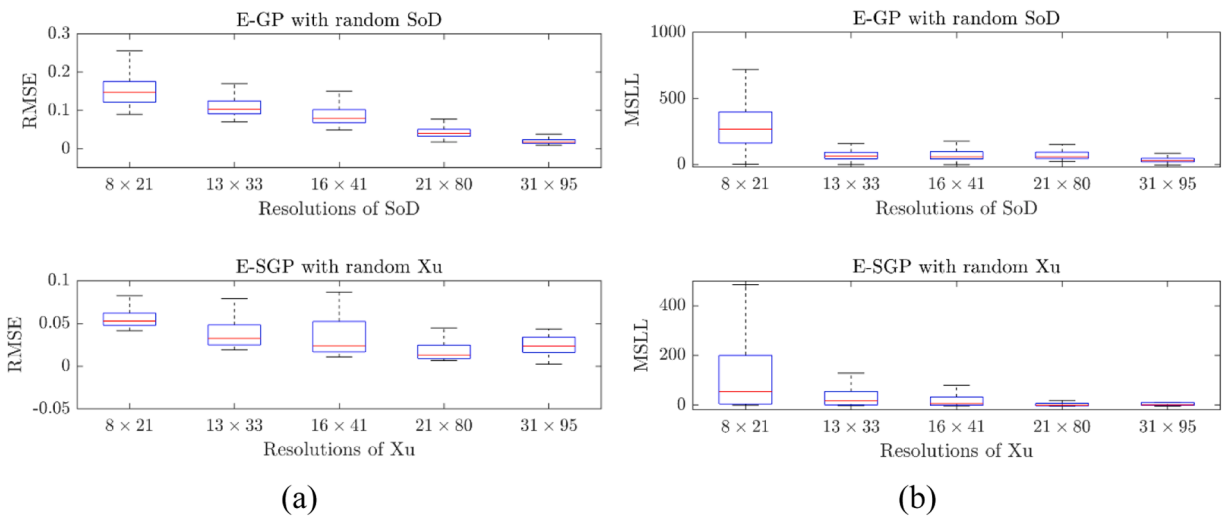 E-GP with random SoD
0.3
0.2
0.1
0
RMSE
8 × 21 13 × 33 16 × 41 21 × 80 31 × 95
Resolutions of SoD
E-SGP with random Xu
0.1
0.05
0
-0.05
RMSE
8 × 21 13 × 33 16 × 41 21 × 80 31 × 95
Resolutions of Xu
(a)
E-GP with random SoD
1000
500
0
MSLL
8 × 21 13 × 33 16 × 41 21 × 80 31 × 95
Resolutions of SoD
E-SGP with random Xu
400
200
0
MSLL
8 × 21 13 × 33 16 × 41 21 × 80 31 × 95
Resolutions of Xu
(b)